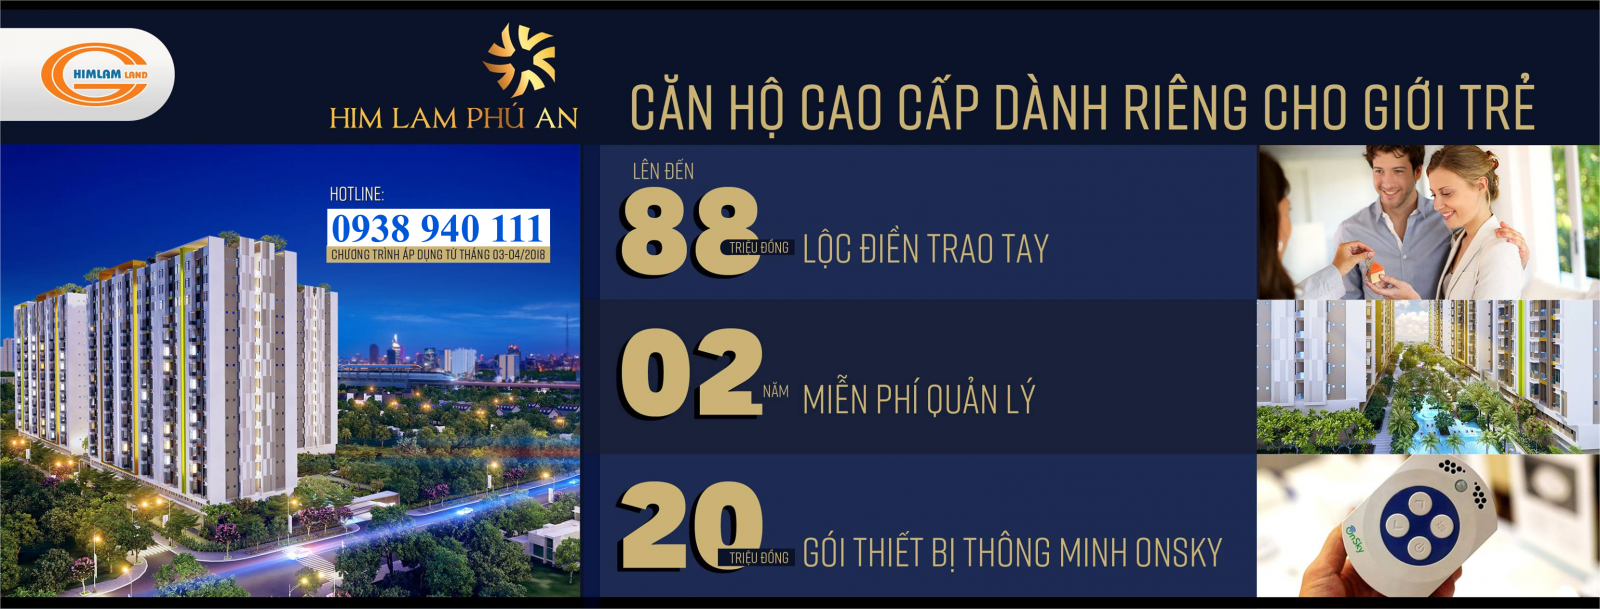 HIMLAM LAND
HIM LAM PHÚ AN
CĂN HỘ CAO CẤP DÀNH RIÊNG CHO GIỚI TRẺ
HOTLINE:
0938 940 111
CHƯƠNG TRÌNH ÁP DỤNG TỪ THÁNG 03-04/2018
LÊN ĐẾN
88 TRIỆU ĐỒNG LỘC ĐIỀN TRAO TAY
02 NĂM MIỄN PHÍ QUẢN LÝ
20 TRIỆU ĐỒNG GÓI THIẾT BỊ THÔNG MINH ONSKY
OnSky